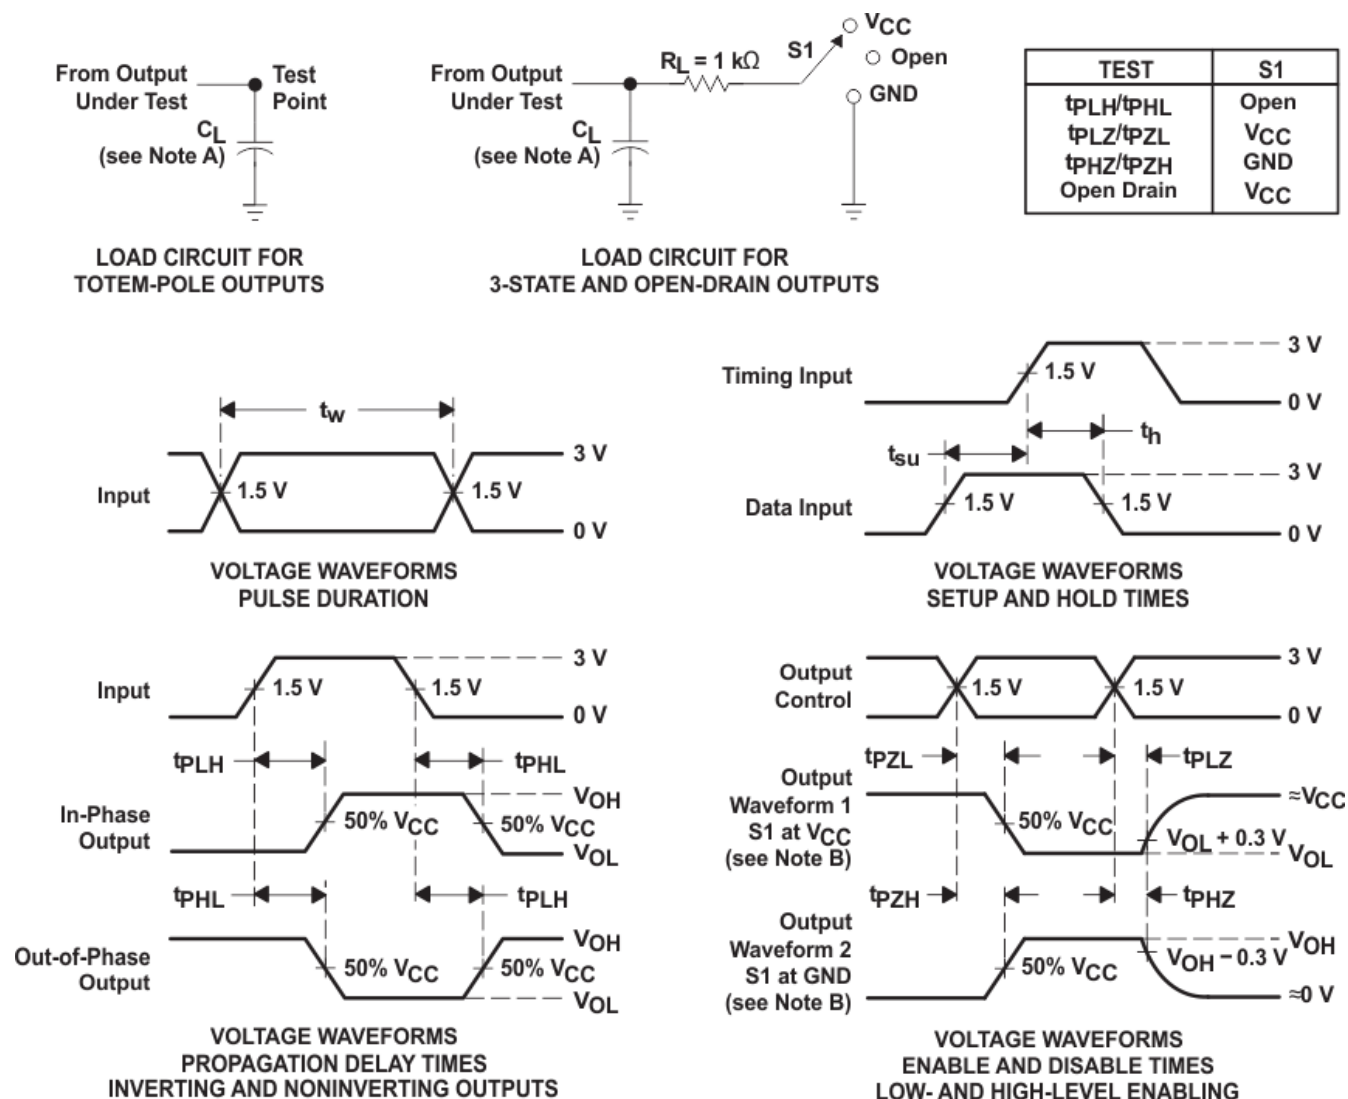 From Output
Under Test
Test
Point
CL
(see Note A)
LOAD CIRCUIT FOR
TOTEM-POLE OUTPUTS
From Output
Under Test
RL = 1 kΩ
S1
VCC
Open
GND
CL
(see Note A)
LOAD CIRCUIT FOR
3-STATE AND OPEN-DRAIN OUTPUTS
TEST S1
tPLH/tPHL Open
tPLZ/tPZL VCC
tPHZ/tPZH GND
Open Drain VCC
tw
Input
1.5 V
1.5 V
3 V
0 V
VOLTAGE WAVEFORMS
PULSE DURATION
Timing Input
1.5 V
3 V
0 V
tsu
th
Data Input
1.5 V
1.5 V
3 V
0 V
VOLTAGE WAVEFORMS
SETUP AND HOLD TIMES
Input
1.5 V
1.5 V
3 V
0 V
tPLH
tPHL
In-Phase
Output
50% VCC
50% VCC
VOH
VOL
tPHL
tPLH
Out-of-Phase
Output
50% VCC
50% VCC
VOH
VOL
VOLTAGE WAVEFORMS
PROPAGATION DELAY TIMES
INVERTING AND NONINVERTING OUTPUTS
Output
Control
1.5 V
1.5 V
3 V
0 V
tPZL
tPLZ
Output
Waveform 1
S1 at VCC
(see Note B)
50% VCC
VOL + 0.3 V
≈VCC
VOL
tPZH
tPHZ
Output
Waveform 2
S1 at GND
(see Note B)
50% VCC
VOH − 0.3 V
VOH
≈0 V
VOLTAGE WAVEFORMS
ENABLE AND DISABLE TIMES
LOW- AND HIGH-LEVEL ENABLING